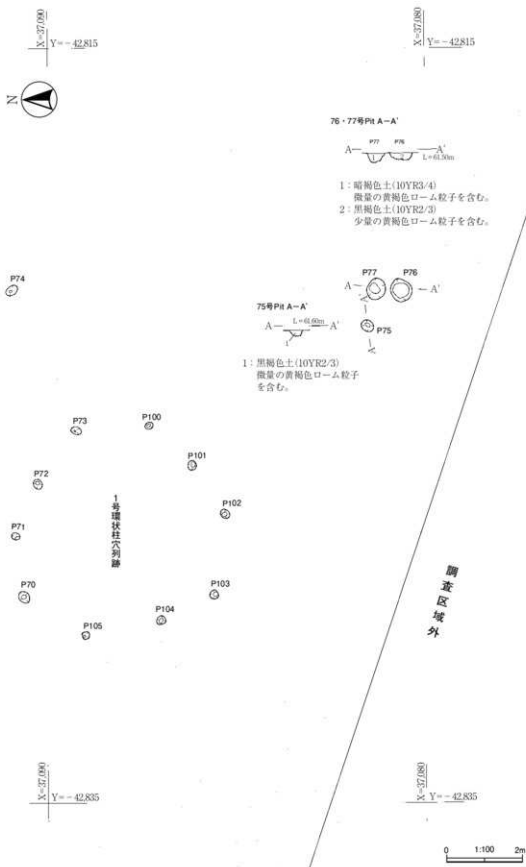 X=37,090
Y=-42,815
X=37,080
Y=-42,815
N
76・77号Pit A-A'
P77 P76
A A'
L=61.50m
1 2
1：暗褐色土(10YR3/4)
微量の黄褐色ローム粒子を含む。
2：黒褐色土(10YR2/3)
少量の黄褐色ローム粒子を含む。
P74
P77 P76
A A'
75号Pit A-A'
L=61.60m
A A'
1
A
P75
A'
1：黒褐色土(10YR2/3)
微量の黄褐色ローム粒子
を含む。
P73
P100
P101
P72
P102
1号環状柱穴列跡
P71
P70
P103
P104
P105
調査区域外
X=37,090
Y=-42,835
X=37,080
Y=-42,835
0 1:100 2m